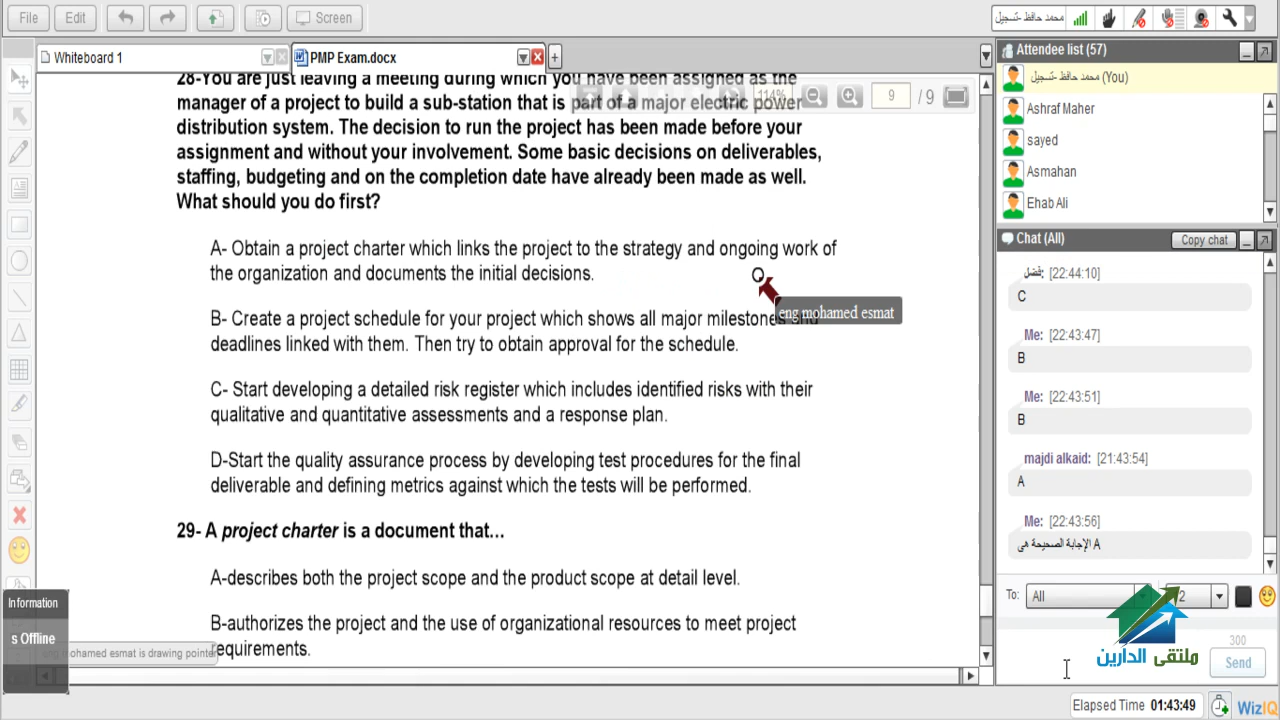 File
Edit
Screen
محمد حافظ -تسجيل
Whiteboard 1
PMP Exam.docx
+
114%
9 / 9
28-You are just leaving a meeting during which you have been assigned as the
manager of a project to build a sub-station that is part of a major electric power
distribution system. The decision to run the project has been made before your
assignment and without your involvement. Some basic decisions on deliverables,
staffing, budgeting and on the completion date have already been made as well.
What should you do first?
A- Obtain a project charter which links the project to the strategy and ongoing work of
the organization and documents the initial decisions.
eng mohamed esmat
B- Create a project schedule for your project which shows all major milestones and
deadlines linked with them. Then try to obtain approval for the schedule.
C- Start developing a detailed risk register which includes identified risks with their
qualitative and quantitative assessments and a response plan.
D-Start the quality assurance process by developing test procedures for the final
deliverable and defining metrics against which the tests will be performed.
29- A project charter is a document that...
A-describes both the project scope and the product scope at detail level.
B-authorizes the project and the use of organizational resources to meet project
requirements.
Information
s Offline
mohamed esmat is drawing pointer
Attendee list (57)
محمد حافظ -تسجيل (You)
Ashraf Maher
sayed
Asmahan
Ehab Ali
Chat (All)
Copy chat
فضل: [22:44:10]
C
Me: [22:43:47]
B
Me: [22:43:51]
B
majdi alkaid: [21:43:54]
A
Me: [22:43:56]
الإجابة الصحيحة هى A
To: All
2
300
Send
ملتقى الدارين
Elapsed Time 01:43:49
WizIQ